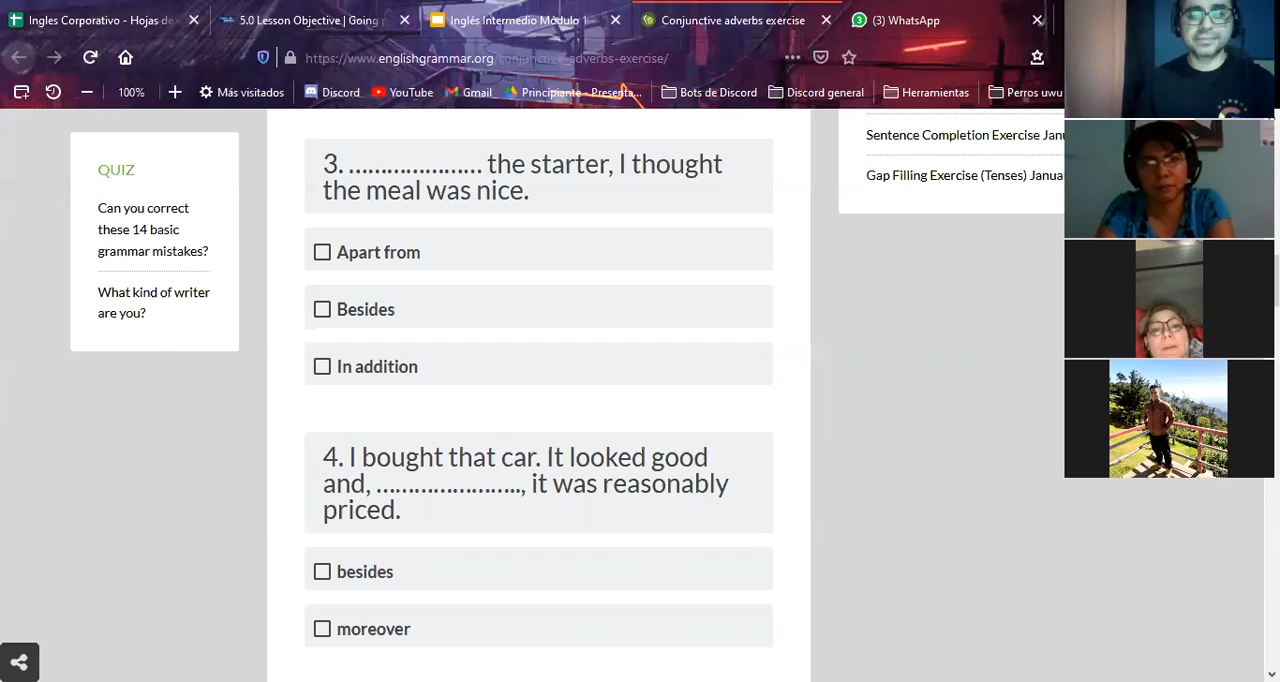 Ingles Corporativo - Hojas de
5.0 Lesson Objective | Going p
Inglés Intermedio Módulo 1
Conjunctive adverbs exercise
(3) WhatsApp
https://www.englishgrammar.org/conjunctive-adverbs-exercise/
100%
Más visitados
Discord
YouTube
Gmail
Principiante - Presenta...
Bots de Discord
Discord general
Herramientas
Perros uwu
QUIZ
Can you correct
these 14 basic
grammar mistakes?
What kind of writer
are you?
3. ………………… the starter, I thought
the meal was nice.
Apart from
Besides
In addition
4. I bought that car. It looked good
and, …………………., it was reasonably
priced.
besides
moreover
Sentence Completion Exercise Janu
Gap Filling Exercise (Tenses) Janua